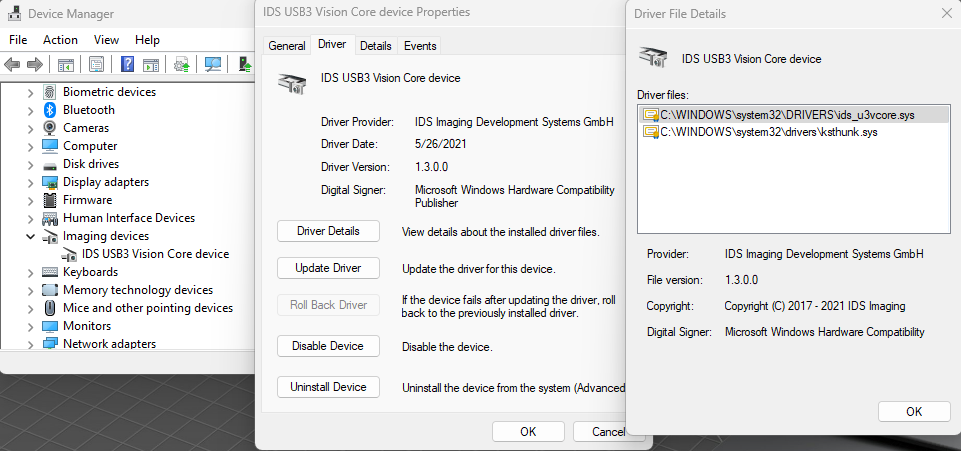 Device Manager
File Action View Help
Biometric devices
Bluetooth
Cameras
Computer
Disk drives
Display adapters
Firmware
Human Interface Devices
Imaging devices
IDS USB3 Vision Core device
Keyboards
Memory technology devices
Mice and other pointing devices
Monitors
Network adapters
IDS USB3 Vision Core device Properties
General Driver Details Events
IDS USB3 Vision Core device
Driver Provider: IDS Imaging Development Systems GmbH
Driver Date: 5/26/2021
Driver Version: 1.3.0.0
Digital Signer: Microsoft Windows Hardware Compatibility
Publisher
Driver Details View details about the installed driver files.
Update Driver Update the driver for this device.
Roll Back Driver If the device fails after updating the driver, roll
back to the previously installed driver.
Disable Device Disable the device.
Uninstall Device Uninstall the device from the system (Advanced
OK Cancel
Driver File Details
IDS USB3 Vision Core device
Driver files:
C:\WINDOWS\system32\DRIVERS\ids_u3vcore.sys
C:\WINDOWS\system32\drivers\ksthunk.sys
Provider: IDS Imaging Development Systems GmbH
File version: 1.3.0.0
Copyright: Copyright (C) 2017 - 2021 IDS Imaging
Digital Signer: Microsoft Windows Hardware Compatibility
OK